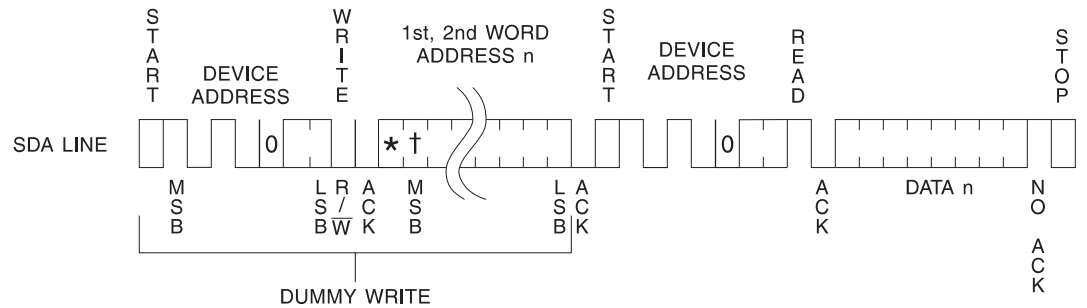 START
WRITE
START
READ
STOP
1st, 2nd WORD
ADDRESS n
DEVICE
ADDRESS
DEVICE
ADDRESS
SDA LINE
0
* †
0
MSB
LSB
R/W̅
ACK
MSB
LSB
ACK
ACK
DATA n
NO ACK
DUMMY WRITE